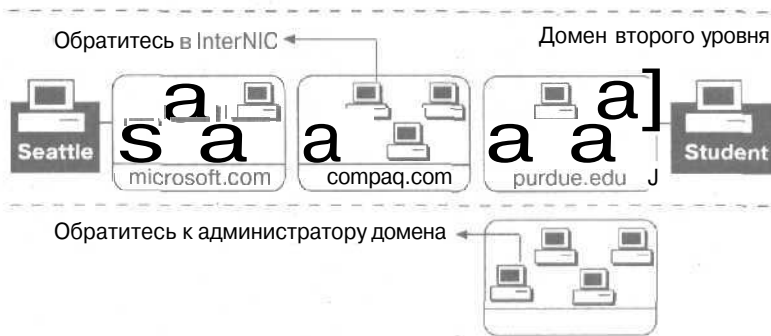 Обратитесь в InterNIC
Домен второго уровня
a
a]
s a
a
a a
Seattle
microsoft.com
compaq.com
purdue.edu J
Student
Обратитесь к администратору домена